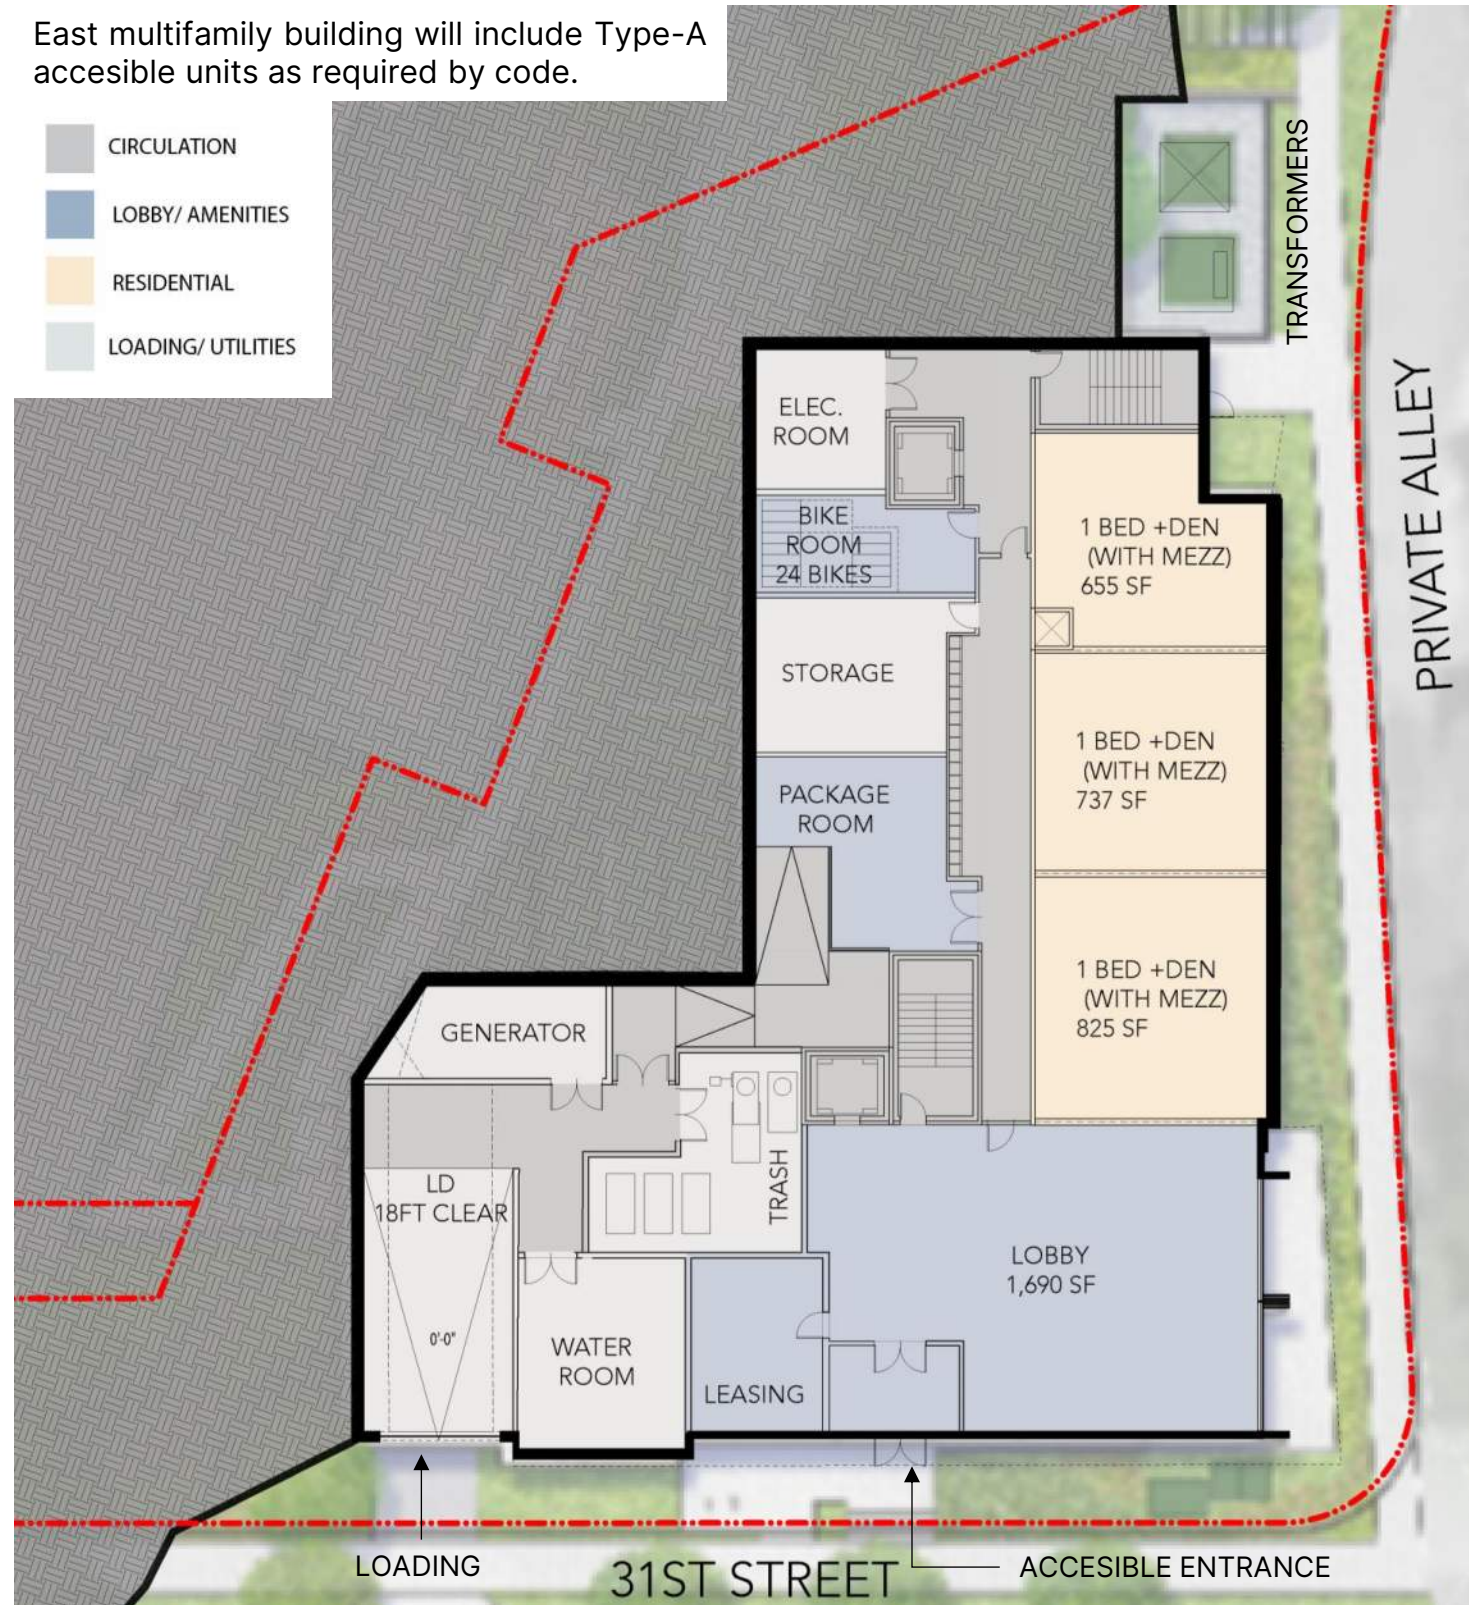 East multifamily building will include Type-A
accesible units as required by code.
CIRCULATION
LOBBY/ AMENITIES
RESIDENTIAL
LOADING/ UTILITIES
TRANSFORMERS
PRIVATE ALLEY
ELEC.
ROOM
BIKE
ROOM
24 BIKES
1 BED +DEN
(WITH MEZZ)
655 SF
STORAGE
1 BED +DEN
(WITH MEZZ)
737 SF
PACKAGE
ROOM
1 BED +DEN
(WITH MEZZ)
825 SF
GENERATOR
TRASH
LD
18FT CLEAR
0'-0"
LOBBY
1,690 SF
WATER
ROOM
LEASING
LOADING
31ST STREET
ACCESIBLE ENTRANCE